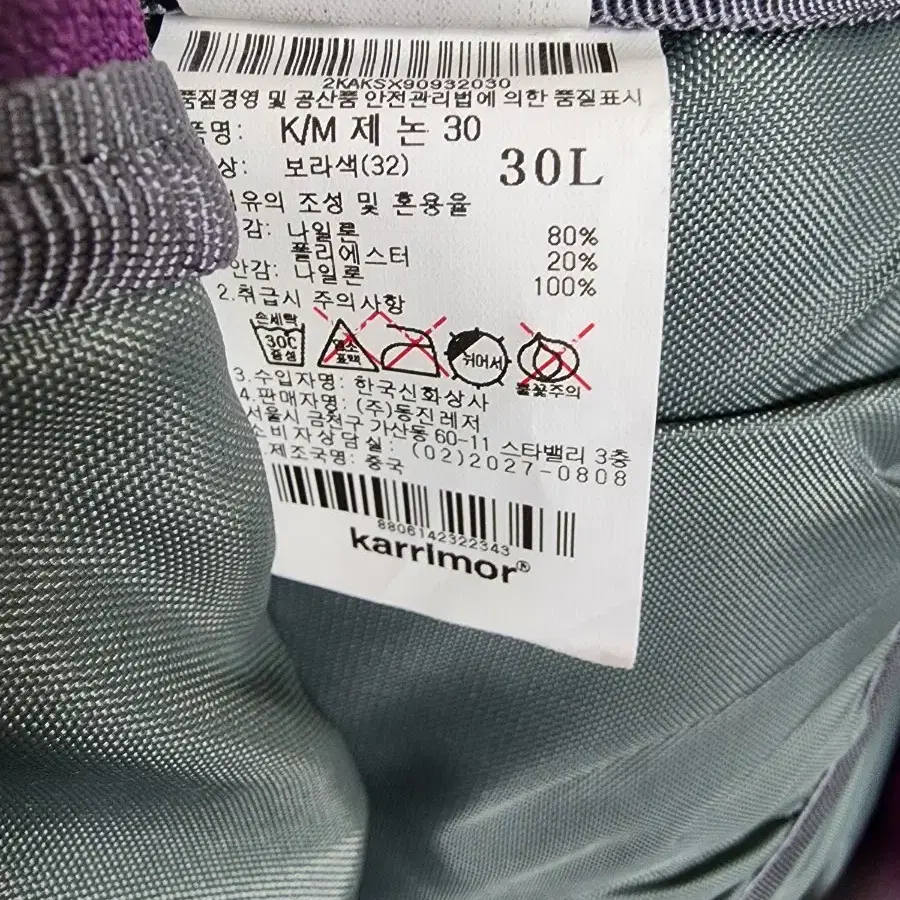 2KAKSX90932030
품질경영 및 공산품 안전관리법에 의한 품질표시
품명: K/M 제 논 30
상: 보라색(32)
30L
섬유의 조성 및 혼용율
감: 나일론 80%
폴리에스터 20%
안감: 나일론 100%
2.취급시 주의사항
손세탁
30C
중성
염소
표백
뉘어서
불꽃주의
3.수입자명: 한국신화상사
4.판매자명: (주)동진레저
서울시 금천구 가산동 60-11 스타밸리 3층
소비자상담실: (02)2027-0808
제조국명: 중국
8806142322343
karrimor®